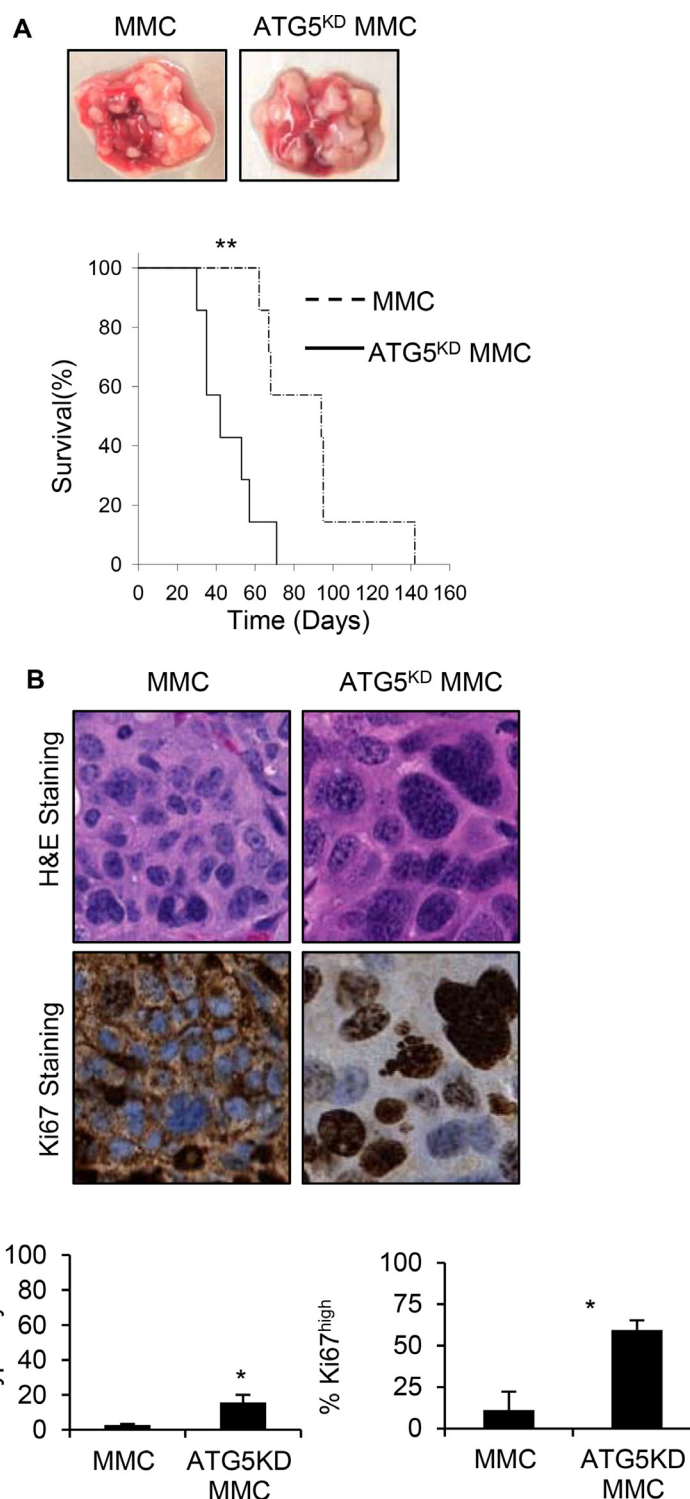 A
MMC
ATG5KD MMC
**
100
80
60
40
20
0
Survival(%)
0 20 40 60 80 100 120 140 160
Time (Days)
MMC
ATG5KD MMC
B
MMC
ATG5KD MMC
H&E Staining
Ki67 Staining
100
80
60
40
20
0
*
MMC
ATG5KD
MMC
% Ki67high
100
75
50
25
0
*
MMC
ATG5KD
MMC